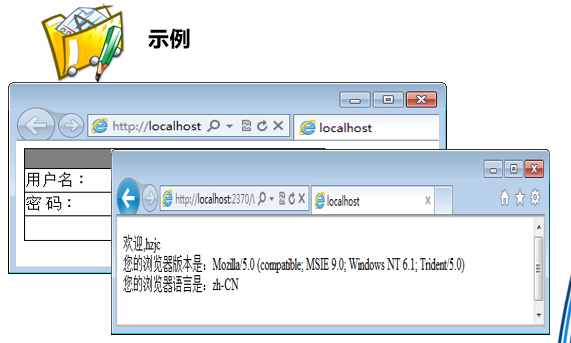 示例
http://localhost
localhost
用户名：
密 码：
http://localhost:2370/\
localhost
欢迎,hzjc
您的浏览器版本是：Mozilla/5.0 (compatible; MSIE 9.0; Windows NT 6.1; Trident/5.0)
您的浏览器语言是：zh-CN